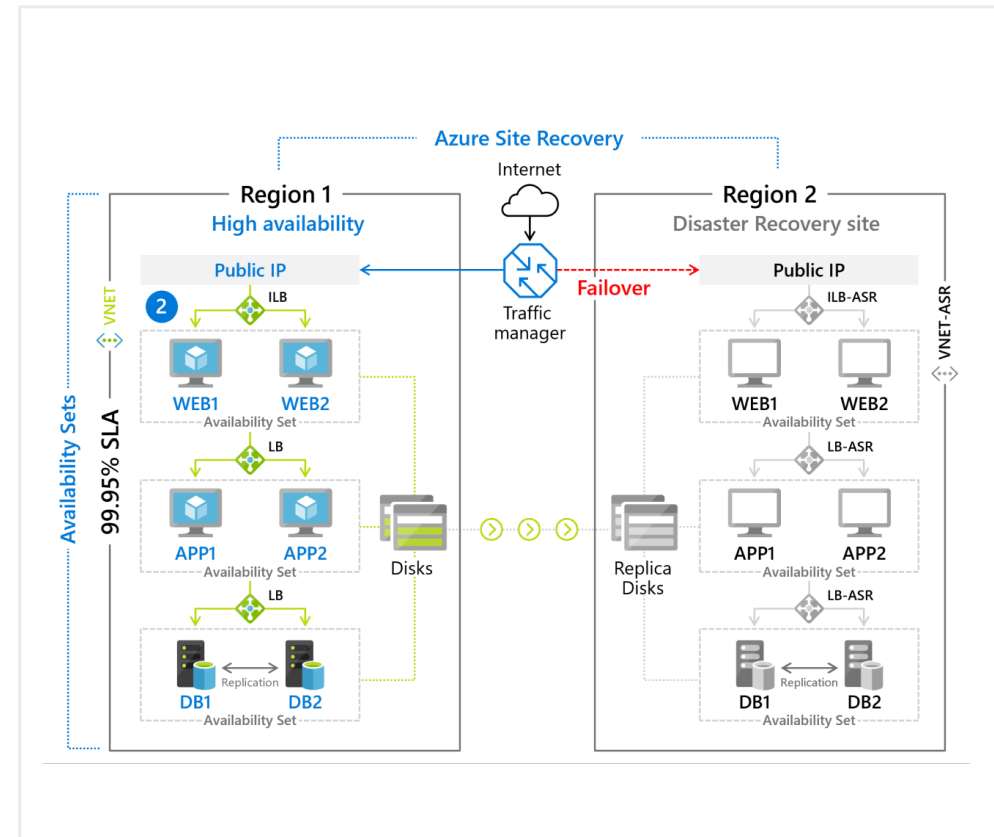 Azure Site Recovery
Internet
Traffic
manager
Failover
Region 1
High availability
Public IP
2
ILB
WEB1
WEB2
Availability Set
LB
APP1
APP2
Availability Set
LB
Replication
DB1
DB2
Availability Set
VNET
99.95% SLA
Availability Sets
Disks
Replica
Disks
Region 2
Disaster Recovery site
Public IP
ILB-ASR
WEB1
WEB2
Availability Set
LB-ASR
APP1
APP2
Availability Set
LB-ASR
Replication
DB1
DB2
Availability Set
VNET-ASR